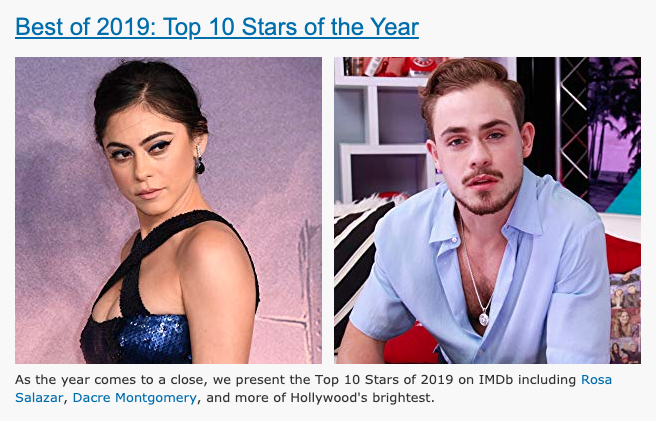 Best of 2019: Top 10 Stars of the Year
As the year comes to a close, we present the Top 10 Stars of 2019 on IMDb including Rosa
Salazar, Dacre Montgomery, and more of Hollywood's brightest.